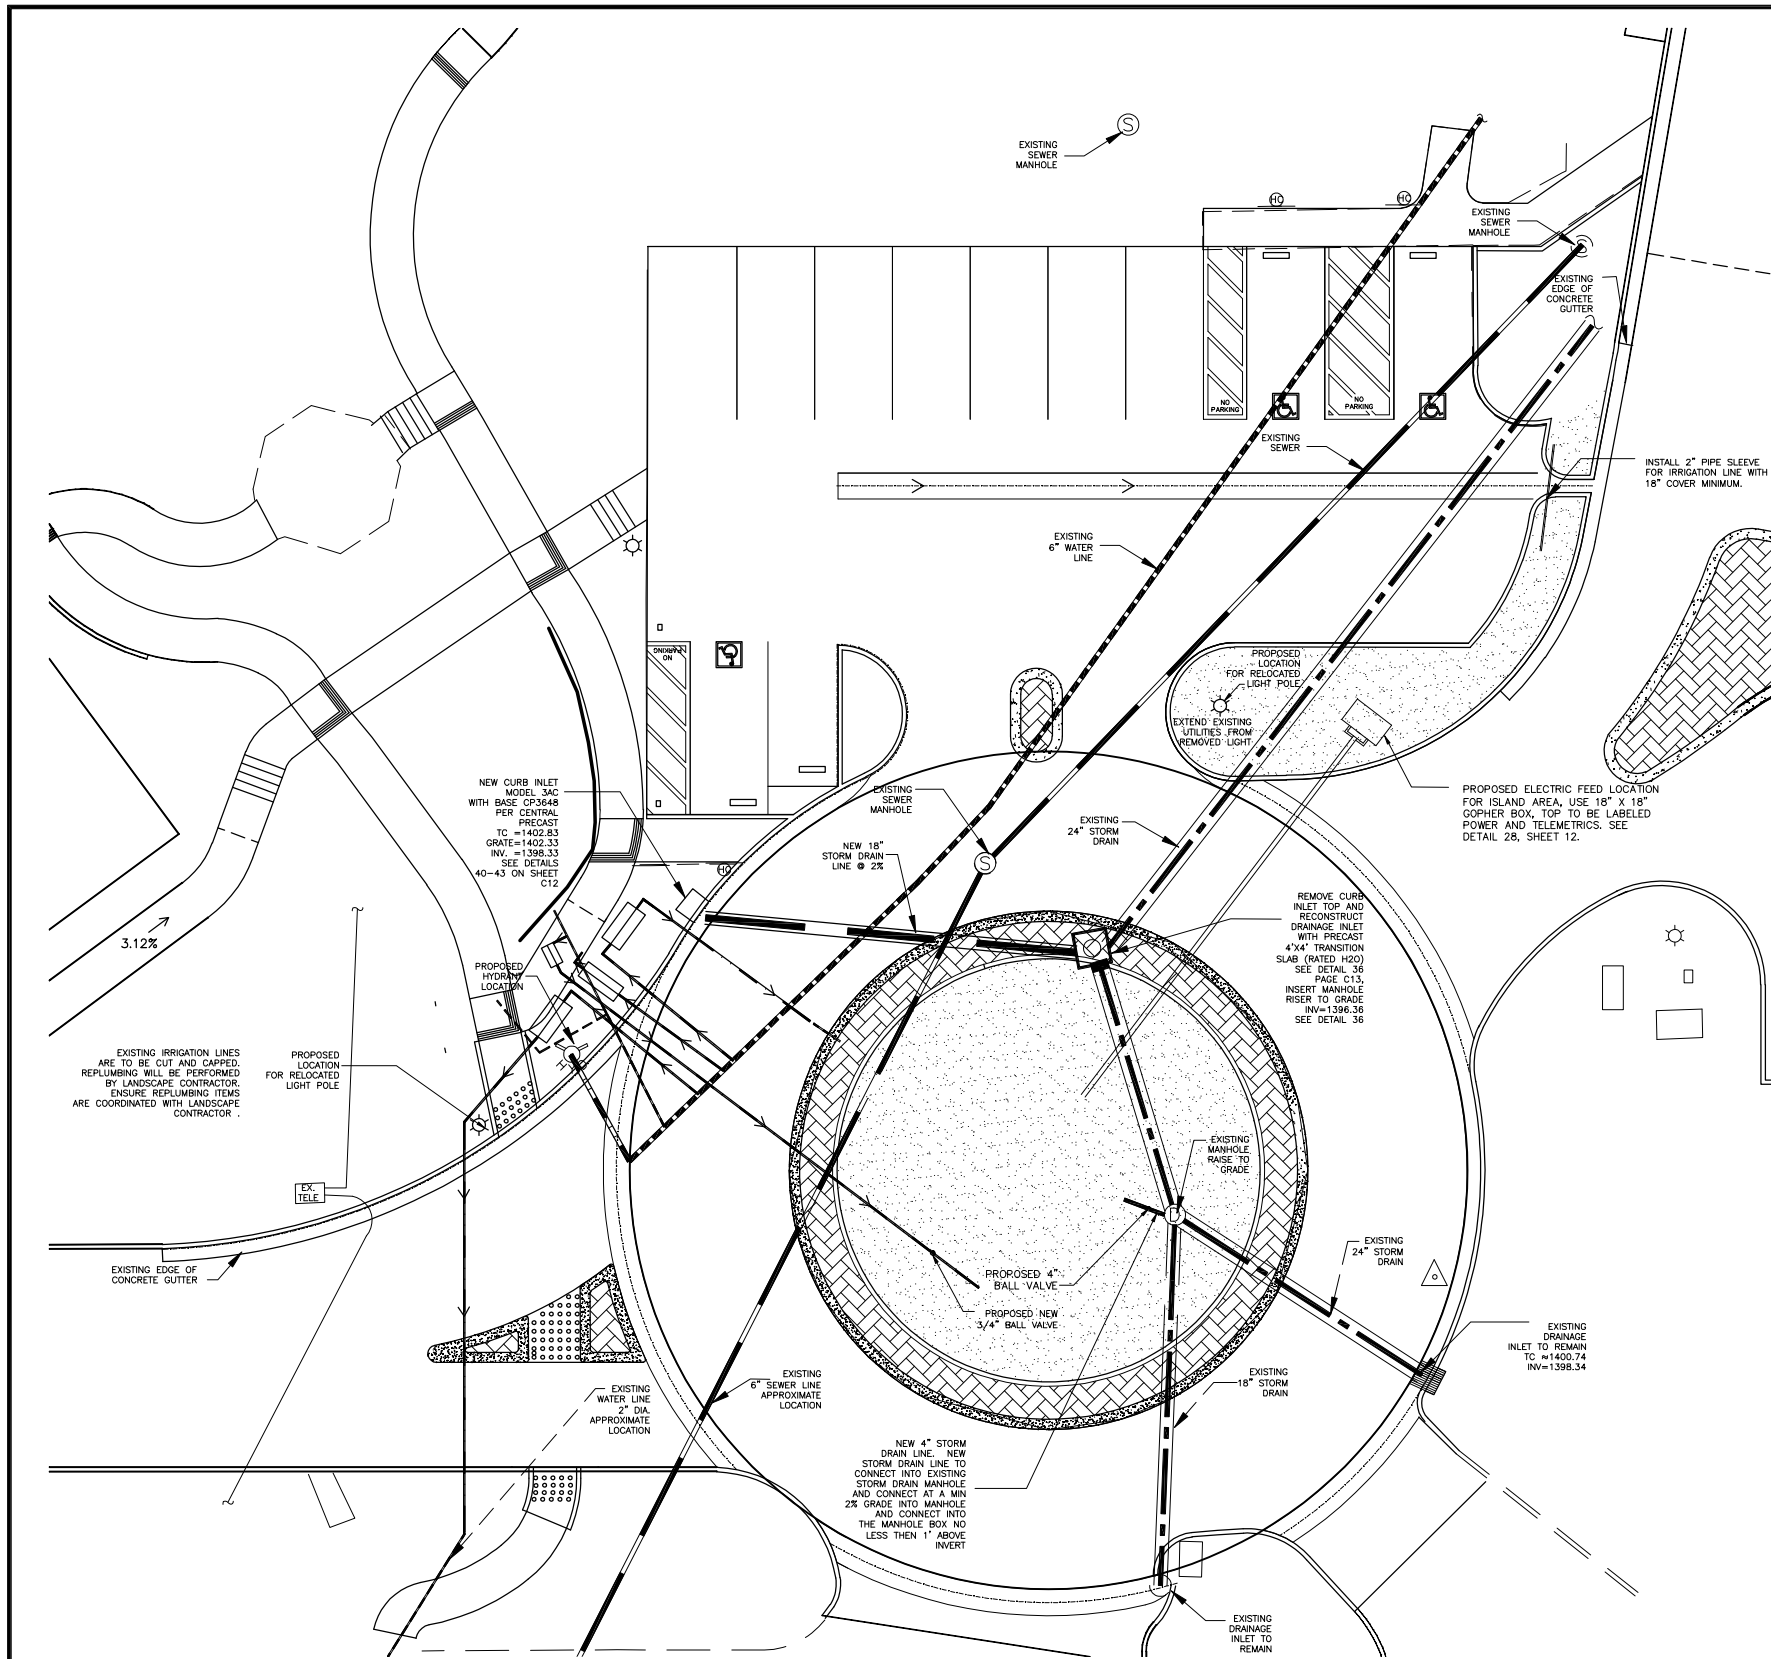 EXISTING
SEWER
MANHOLE
HC
HC
EXISTING
SEWER
MANHOLE
EXISTING
EDGE OF
CONCRETE
GUTTER
NO
PARKING
NO
PARKING
EXISTING
SEWER
INSTALL 2" PIPE SLEEVE
FOR IRRIGATION LINE WITH
18" COVER MINIMUM.
EXISTING
6" WATER
LINE
NO
PARKING
PROPOSED
LOCATION
FOR RELOCATED
LIGHT POLE
EXTEND EXISTING
UTILITIES FROM
REMOVED LIGHT
NEW CURB INLET
MODEL 3AC
WITH BASE CP3648
PER CENTRAL
PRECAST
TC =1402.83
GRATE=1402.33
INV. =1398.33
SEE DETAILS
40-43 ON SHEET
C12
EXISTING
SEWER
MANHOLE
PROPOSED ELECTRIC FEED LOCATION
FOR ISLAND AREA, USE 18" X 18"
GOPHER BOX, TOP TO BE LABELED
POWER AND TELEMETRICS. SEE
DETAIL 28, SHEET 12.
EXISTING
24" STORM
DRAIN
NEW 18"
STORM DRAIN
LINE @ 2%
S
S
HC
REMOVE CURB
INLET TOP AND
RECONSTRUCT
DRAINAGE INLET
WITH PRECAST
4'X4' TRANSITION
SLAB (RATED H20)
SEE DETAIL 36
PAGE C13,
INSERT MANHOLE
RISER TO GRADE
INV=1396.36
SEE DETAIL 36
3.12%
PROPOSED
HYDRANT
LOCATION
EXISTING IRRIGATION LINES
ARE TO BE CUT AND CAPPED.
REPLUMBING WILL BE PERFORMED
BY LANDSCAPE CONTRACTOR.
ENSURE REPLUMBING ITEMS
ARE COORDINATED WITH LANDSCAPE
CONTRACTOR .
PROPOSED
LOCATION
FOR RELOCATED
LIGHT POLE
EXISTING
MANHOLE
RAISE TO
GRADE
D
EX.
TELE
EXISTING EDGE OF
CONCRETE GUTTER
EXISTING
24" STORM
DRAIN
PROPOSED 4"
BALL VALVE
PROPOSED NEW
3/4" BALL VALVE
EXISTING
DRAINAGE
INLET TO REMAIN
TC ≈1400.74
INV=1398.34
EXISTING
6" SEWER LINE
APPROXIMATE
LOCATION
EXISTING
18" STORM
DRAIN
EXISTING
WATER LINE
2" DIA.
APPROXIMATE
LOCATION
NEW 4" STORM
DRAIN LINE. NEW
STORM DRAIN LINE TO
CONNECT INTO EXISTING
STORM DRAIN MANHOLE
AND CONNECT AT A MIN
2% GRADE INTO MANHOLE
AND CONNECT INTO
THE MANHOLE BOX NO
LESS THEN 1' ABOVE
INVERT
EXISTING
DRAINAGE
INLET TO
REMAIN